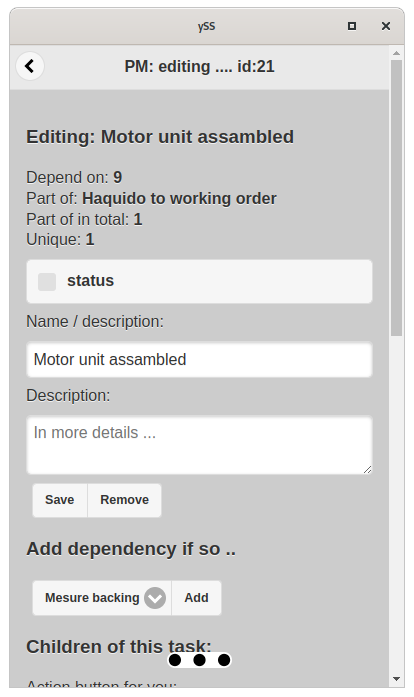 ySS
PM: editing .... id:21
Editing: Motor unit assambled
Depend on: 9
Part of: Haquido to working order
Part of in total: 1
Unique: 1
status
Name / description:
Motor unit assambled
Description:
In more details ...
Save Remove
Add dependency if so ..
Mesure backing Add
Children of this task:
Action button for you: